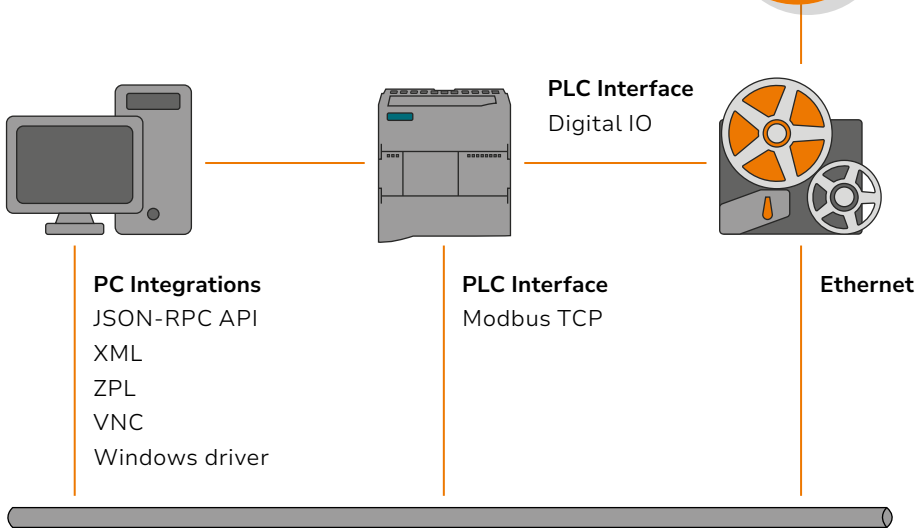 PLC Interface
Digital IO
PC Integrations
JSON-RPC API
XML
ZPL
VNC
Windows driver
PLC Interface
Modbus TCP
Ethernet